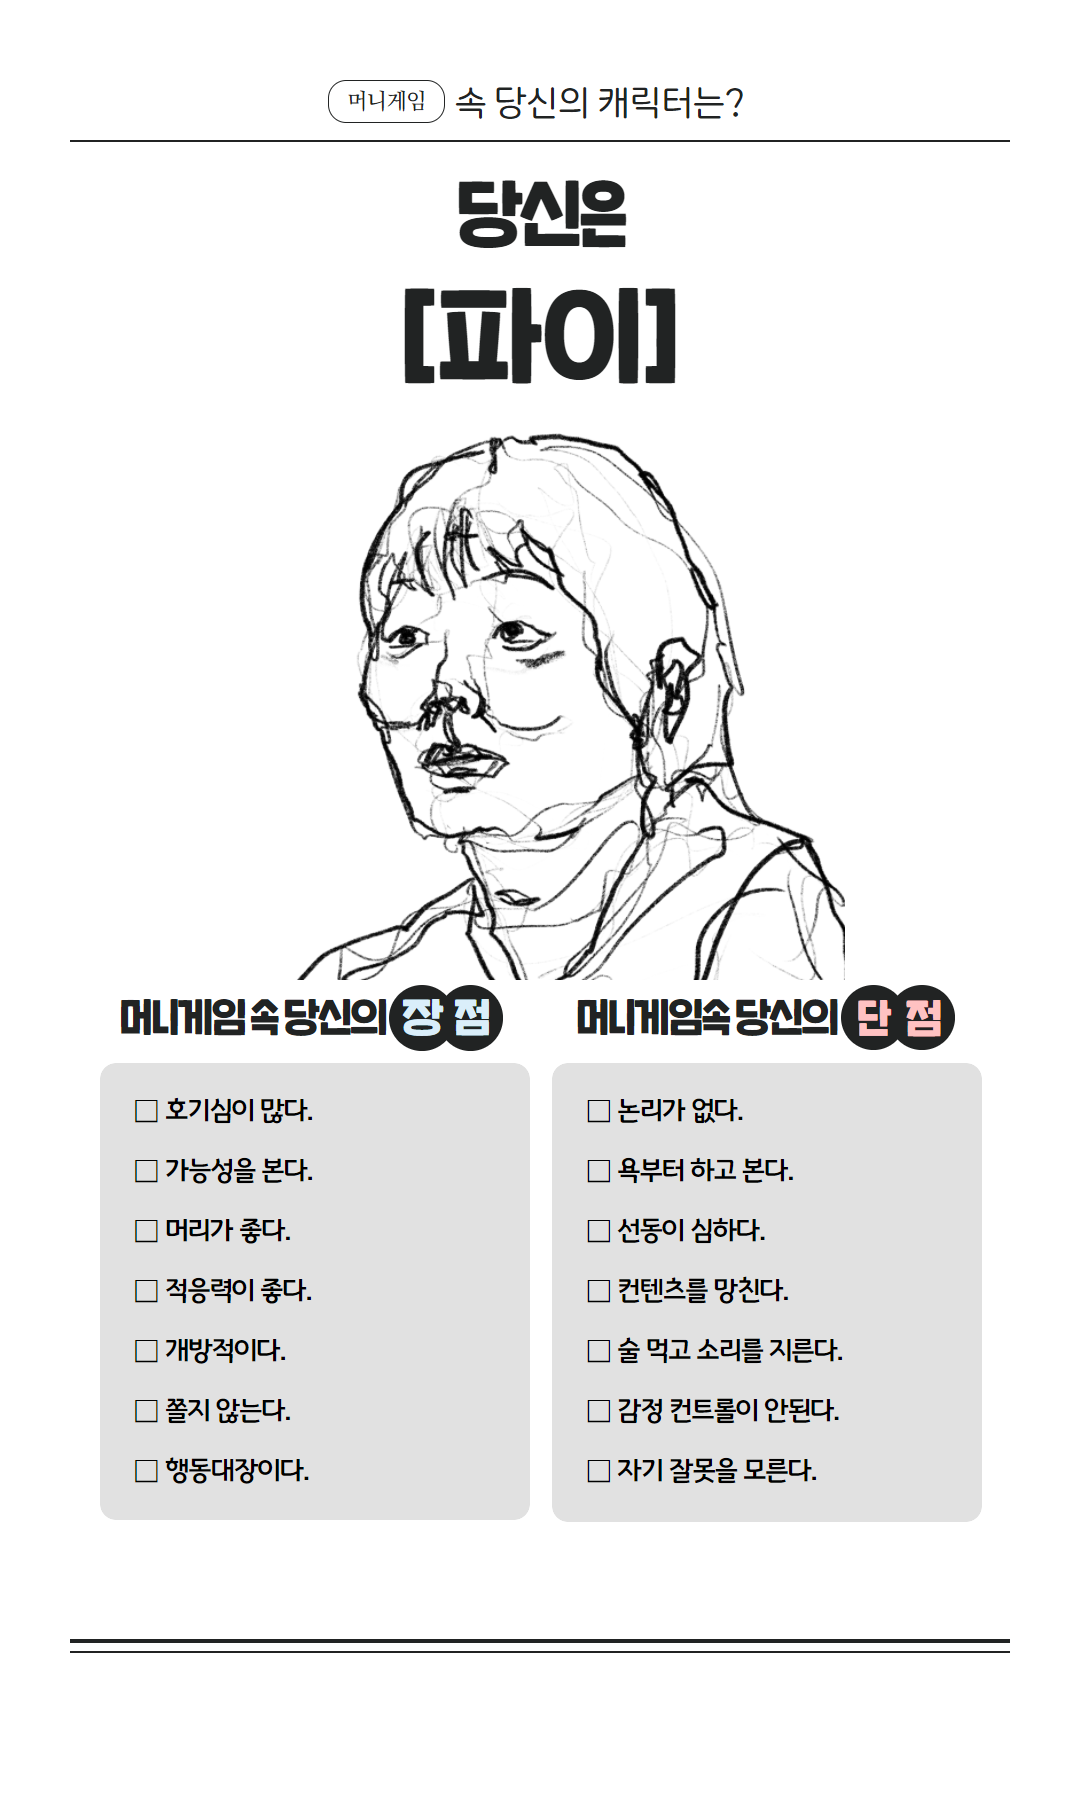 머니게임 속 당신의 캐릭터는?
당신은
[파이]
머니게임 속 당신의 장점
□ 호기심이 많다.
□ 가능성을 본다.
□ 머리가 좋다.
□ 적응력이 좋다.
□ 개방적이다.
□ 쫄지 않는다.
□ 행동대장이다.
머니게임속 당신의 단점
□ 논리가 없다.
□ 욕부터 하고 본다.
□ 선동이 심하다.
□ 컨텐츠를 망친다.
□ 술 먹고 소리를 지른다.
□ 감정 컨트롤이 안된다.
□ 자기 잘못을 모른다.